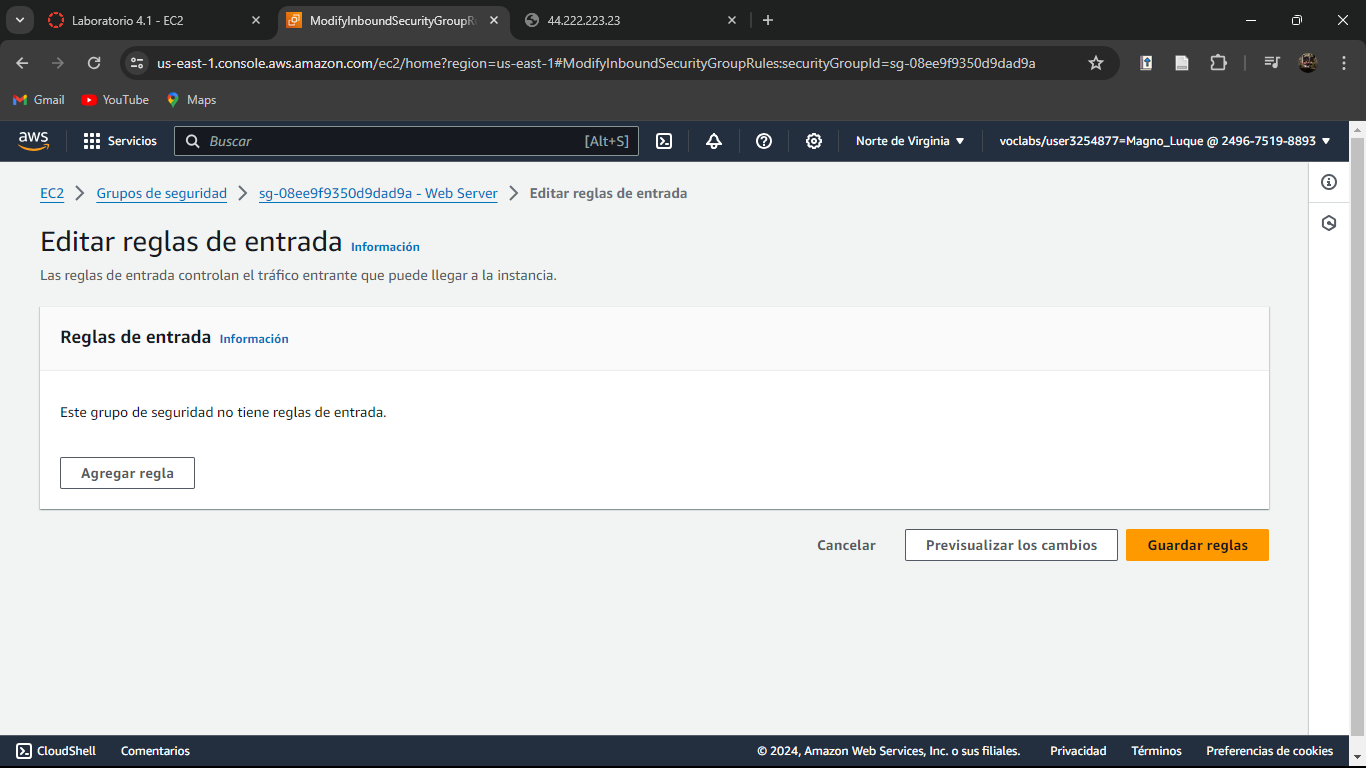 Laboratorio 4.1 - EC2
ModifyInboundSecurityGroupRu
44.222.223.23
us-east-1.console.aws.amazon.com/ec2/home?region=us-east-1#ModifyInboundSecurityGroupRules:securityGroupId=sg-08ee9f9350d9dad9a
Gmail YouTube Maps
aws Servicios Buscar [Alt+S] Norte de Virginia voclabs/user3254877=Magno_Luque @ 2496-7519-8893
EC2 Grupos de seguridad sg-08ee9f9350d9dad9a - Web Server Editar reglas de entrada
Editar reglas de entrada Información
Las reglas de entrada controlan el tráfico entrante que puede llegar a la instancia.
Reglas de entrada Información
Este grupo de seguridad no tiene reglas de entrada.
Agregar regla
Cancelar Previsualizar los cambios Guardar reglas
CloudShell Comentarios © 2024, Amazon Web Services, Inc. o sus filiales. Privacidad Términos Preferencias de cookies